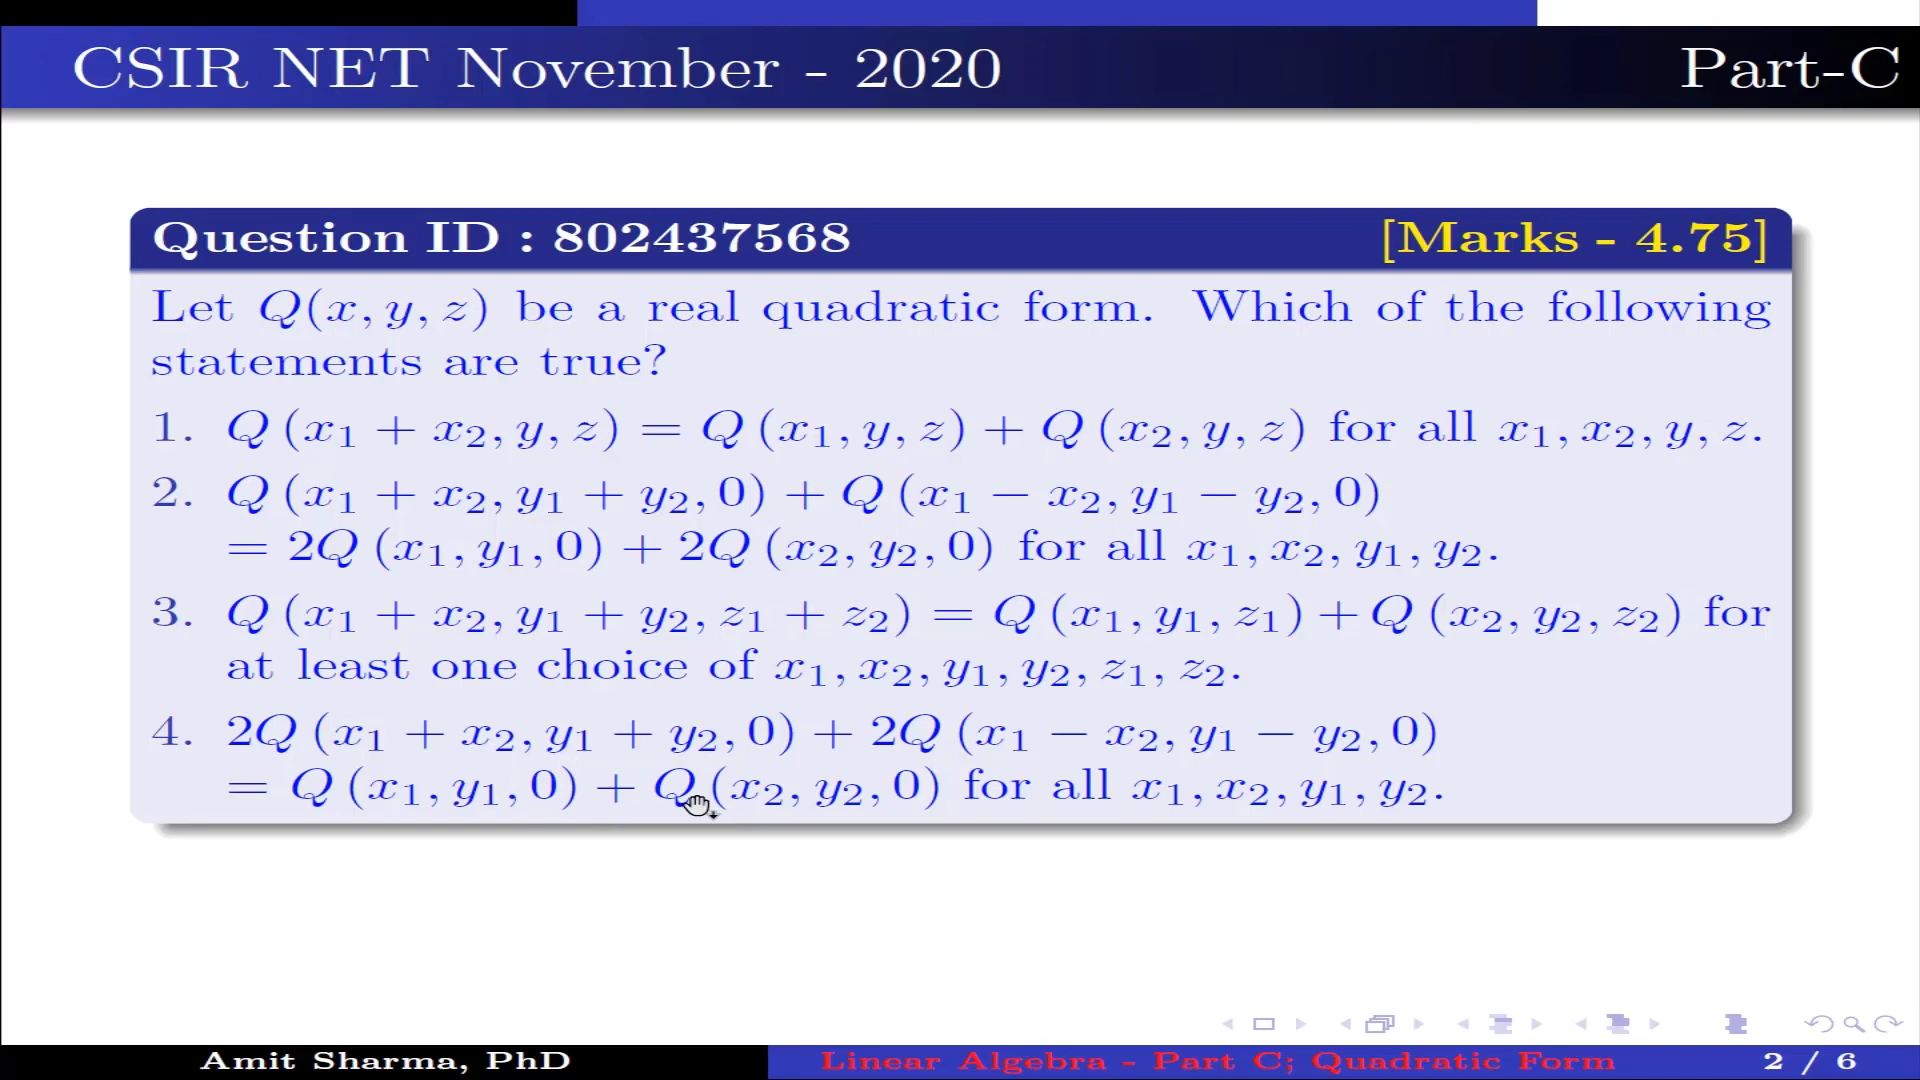 CSIR NET November - 2020 Part-C
Question ID : 802437568 [Marks - 4.75]
Let Q(x, y, z) be a real quadratic form. Which of the following
statements are true?
1. Q (x₁ + x₂, y, z) = Q (x₁, y, z) + Q (x₂, y, z) for all x₁, x₂, y, z.
2. Q (x₁ + x₂, y₁ + y₂, 0) + Q (x₁ − x₂, y₁ − y₂, 0)
= 2Q (x₁, y₁, 0) + 2Q (x₂, y₂, 0) for all x₁, x₂, y₁, y₂.
3. Q (x₁ + x₂, y₁ + y₂, z₁ + z₂) = Q (x₁, y₁, z₁) + Q (x₂, y₂, z₂) for
at least one choice of x₁, x₂, y₁, y₂, z₁, z₂.
4. 2Q (x₁ + x₂, y₁ + y₂, 0) + 2Q (x₁ − x₂, y₁ − y₂, 0)
= Q (x₁, y₁, 0) + Q (x₂, y₂, 0) for all x₁, x₂, y₁, y₂.
Amit Sharma, PhD Linear Algebra - Part C; Quadratic Form 2 / 6